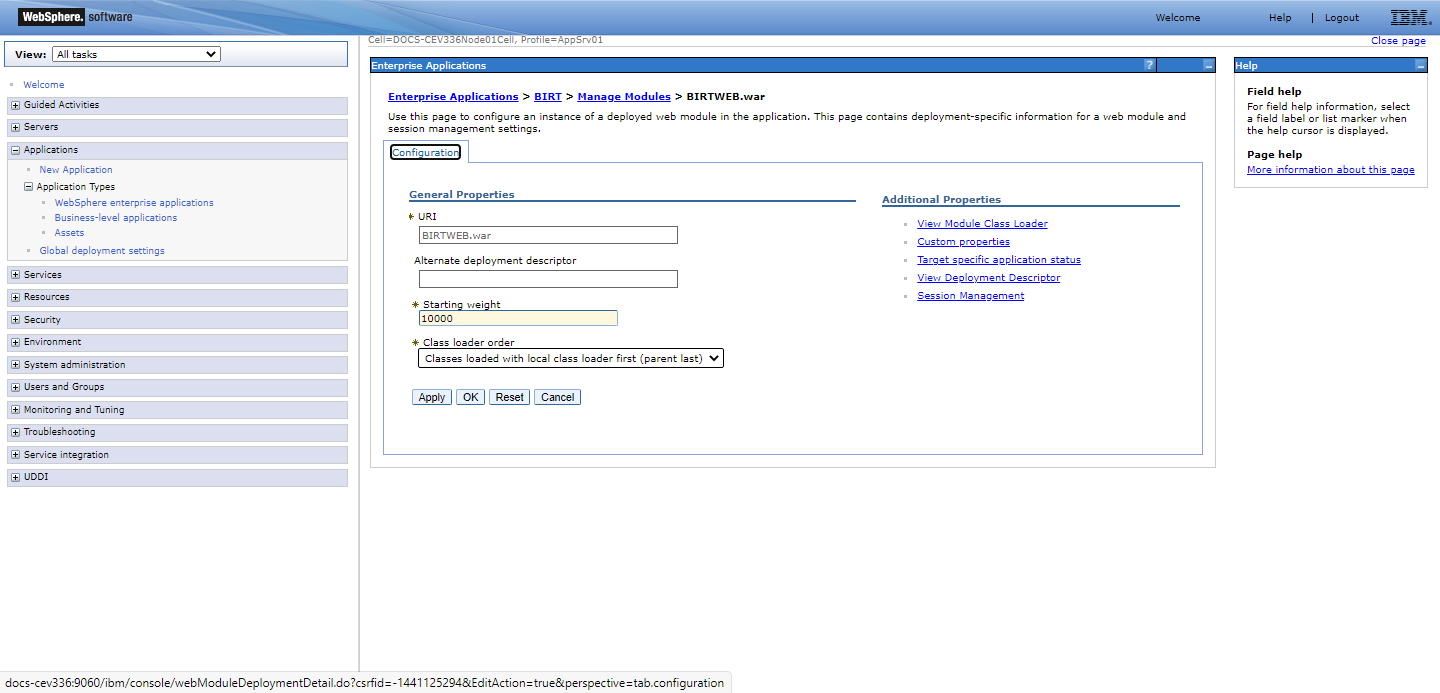 WebSphere. software
Welcome Help | Logout IBM.
View: All tasks
Welcome
Guided Activities
Servers
Applications
New Application
Application Types
WebSphere enterprise applications
Business-level applications
Assets
Global deployment settings
Services
Resources
Security
Environment
System administration
Users and Groups
Monitoring and Tuning
Troubleshooting
Service integration
UDDI
Cell=DOCS-CEV336Node01Cell, Profile=AppSrv01
Close page
Enterprise Applications ?
Enterprise Applications > BIRT > Manage Modules > BIRTWEB.war
Use this page to configure an instance of a deployed web module in the application. This page contains deployment-specific information for a web module and
session management settings.
Configuration
General Properties
URI
BIRTWEB.war
Alternate deployment descriptor
Starting weight
10000
Class loader order
Classes loaded with local class loader first (parent last)
Apply OK Reset Cancel
Additional Properties
View Module Class Loader
Custom properties
Target specific application status
View Deployment Descriptor
Session Management
Help
Field help
For field help information, select
a field label or list marker when
the help cursor is displayed.
Page help
More information about this page
docs-cev336:9060/ibm/console/webModuleDeploymentDetail.do?csrfid=-1441125294&EditAction=true&perspective=tab.configuration